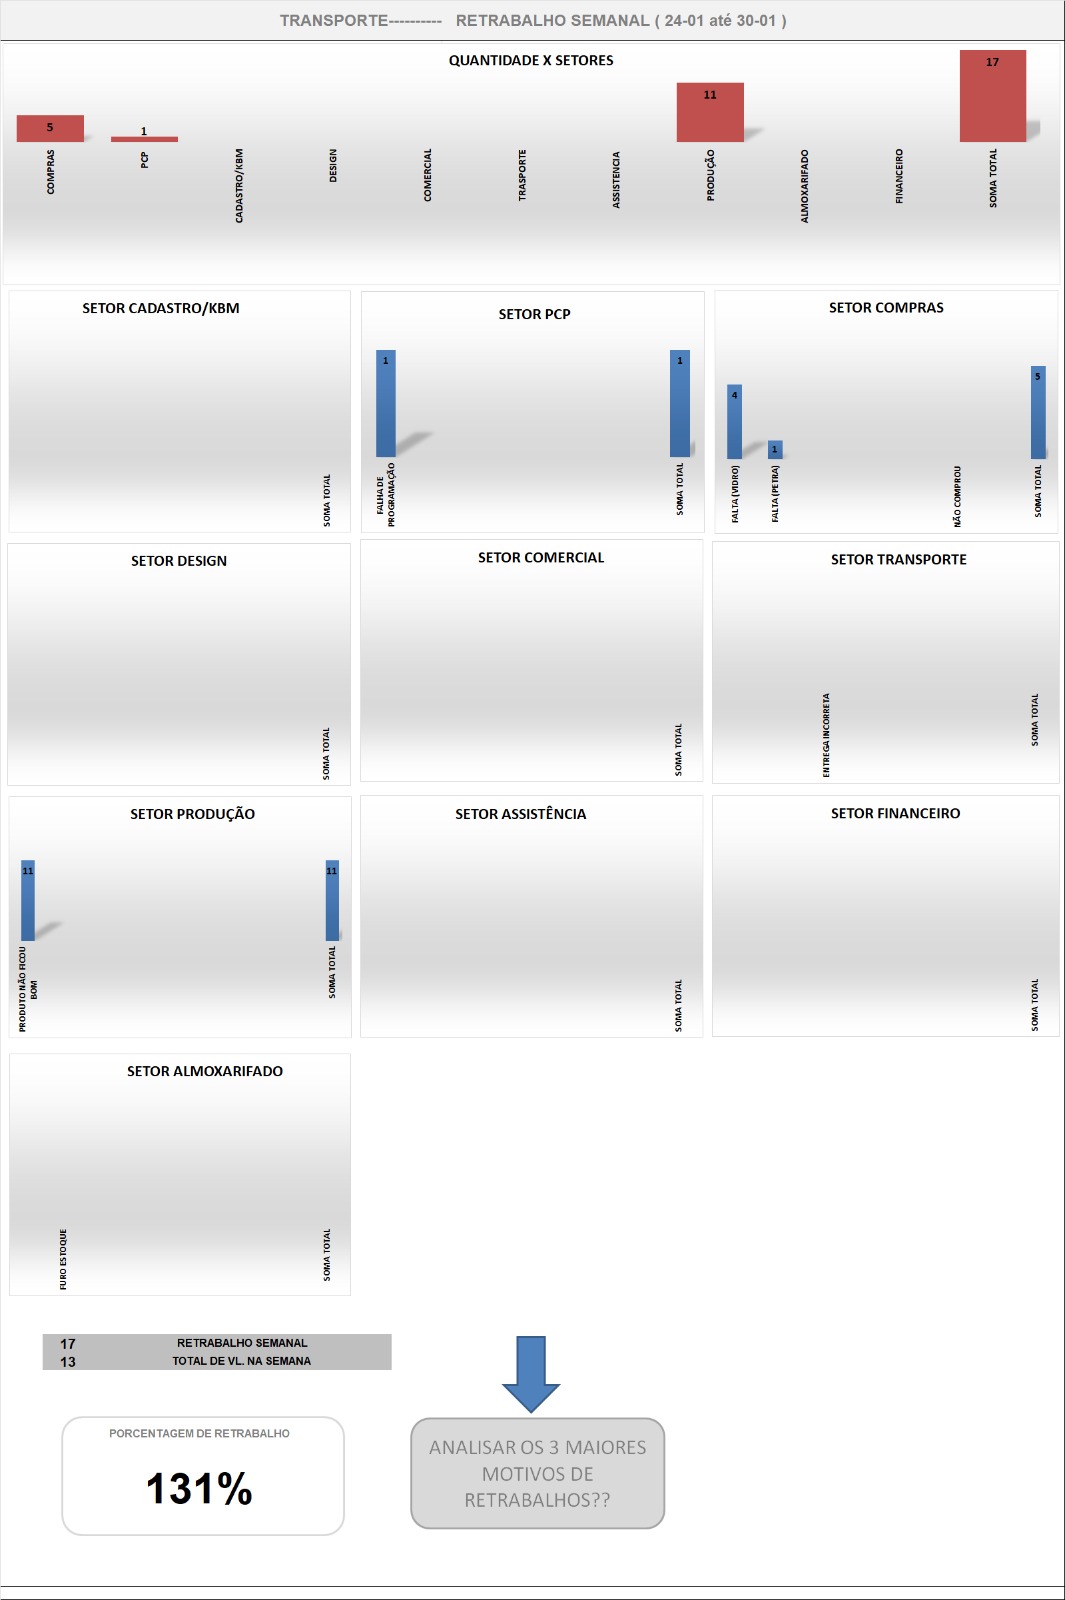 TRANSPORTE---------- RETRABALHO SEMANAL ( 24-01 até 30-01 )
QUANTIDADE X SETORES
5
1
11
17
COMPRAS
PCP
CADASTRO/KBM
DESIGN
COMERCIAL
TRASPORTE
ASSISTENCIA
PRODUÇÃO
ALMOXARIFADO
FINANCEIRO
SOMA TOTAL
SETOR CADASTRO/KBM
SOMA TOTAL
SETOR PCP
1
1
FALHA DE
PROGRAMAÇÃO
SOMA TOTAL
SETOR COMPRAS
4
1
5
FALTA (VIDRO)
FALTA (PETRA)
NÃO COMPROU
SOMA TOTAL
SETOR DESIGN
SOMA TOTAL
SETOR COMERCIAL
SOMA TOTAL
SETOR TRANSPORTE
ENTREGA INCORRETA
SOMA TOTAL
SETOR PRODUÇÃO
11
11
PRODUTO NÃO FICOU
BOM
SOMA TOTAL
SETOR ASSISTÊNCIA
SOMA TOTAL
SETOR FINANCEIRO
SOMA TOTAL
SETOR ALMOXARIFADO
FURO ESTOQUE
SOMA TOTAL
17 RETRABALHO SEMANAL
13 TOTAL DE VL. NA SEMANA
PORCENTAGEM DE RETRABALHO
131%
ANALISAR OS 3 MAIORES
MOTIVOS DE
RETRABALHOS??